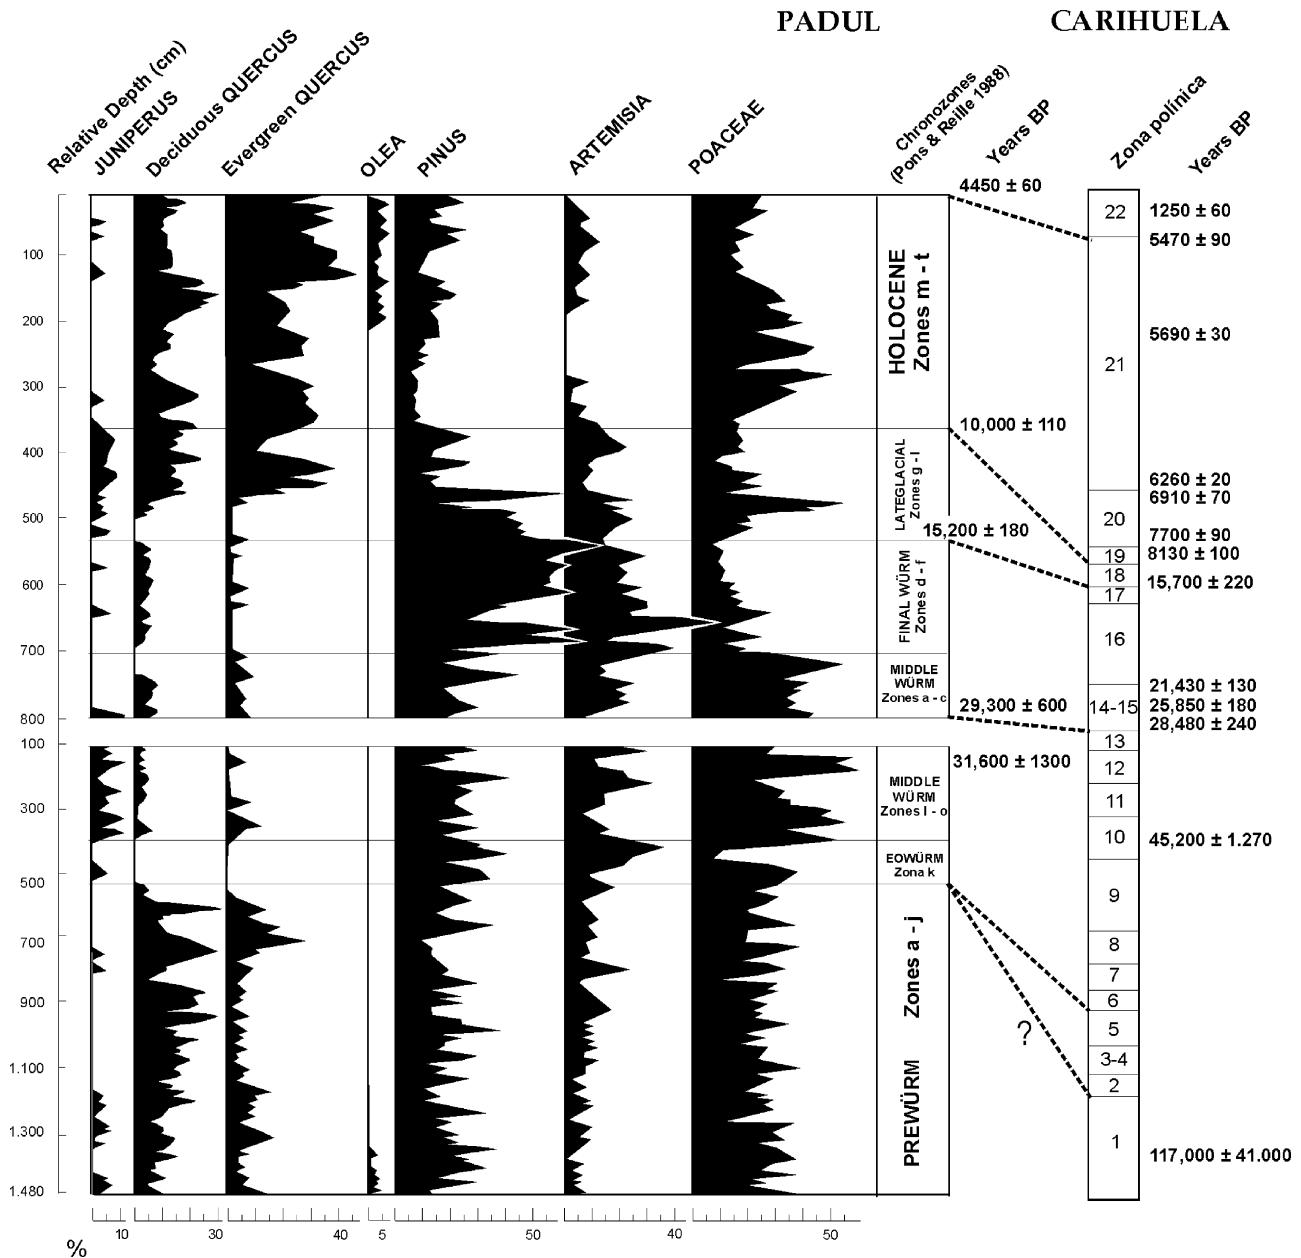 PADUL
CARIHUELA
Relative Depth (cm)
JUNIPERUS
Deciduous QUERCUS
Evergreen QUERCUS
OLEA
PINUS
ARTEMISIA
POACEAE
Chronozones
(Pons & Reille 1988)
Years BP
Zona polínica
Years BP
4450 ± 60
22
1250 ± 60
5470 ± 90
100
200
300
HOLOCENE
Zones m - t
21
5690 ± 30
10,000 ± 110
400
500
LATEGLACIAL
Zones g - l
6260 ± 20
6910 ± 70
20
7700 ± 90
15,200 ± 180
19
8130 ± 100
18
15,700 ± 220
17
600
700
FINAL WÜRM
Zones d - f
16
MIDDLE
WÜRM
Zones a - c
21,430 ± 130
29,300 ± 600
14-15
25,850 ± 180
28,480 ± 240
800
13
100
31,600 ± 1300
12
MIDDLE
WÜRM
Zones l - o
300
11
10
45,200 ± 1.270
EOWÜRM
Zona k
500
9
700
8
7
900
6
5
Zones a - j
?
1.100
3-4
2
PREWÜRM
1.300
1
117,000 ± 41.000
1.480
%
10
30
40
5
50
40
50